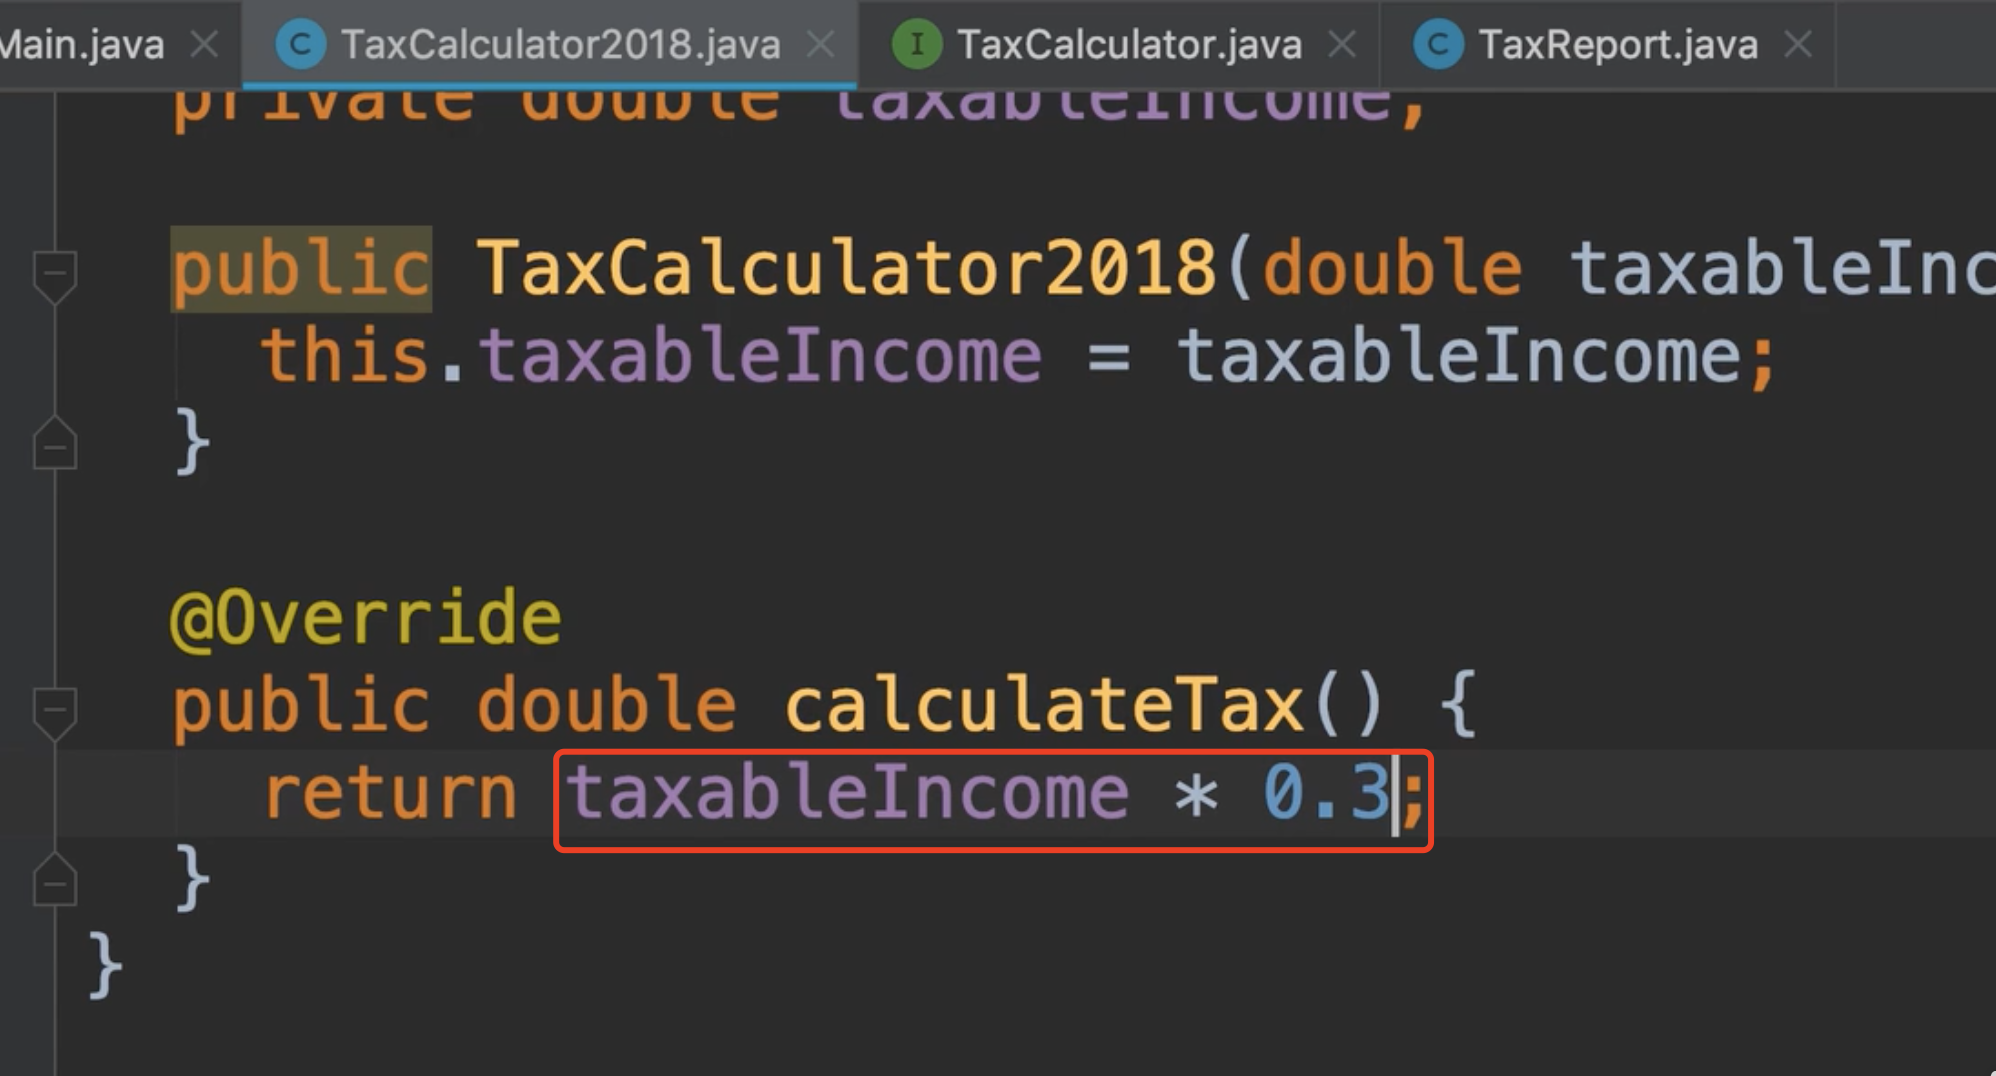 Main.java TaxCalculator2018.java I TaxCalculator.java C TaxReport.java
private double taxableIncome;
public TaxCalculator2018(double taxableInc
this.taxableIncome = taxableIncome;
}
@Override
public double calculateTax() {
return taxableIncome * 0.3;
}
}